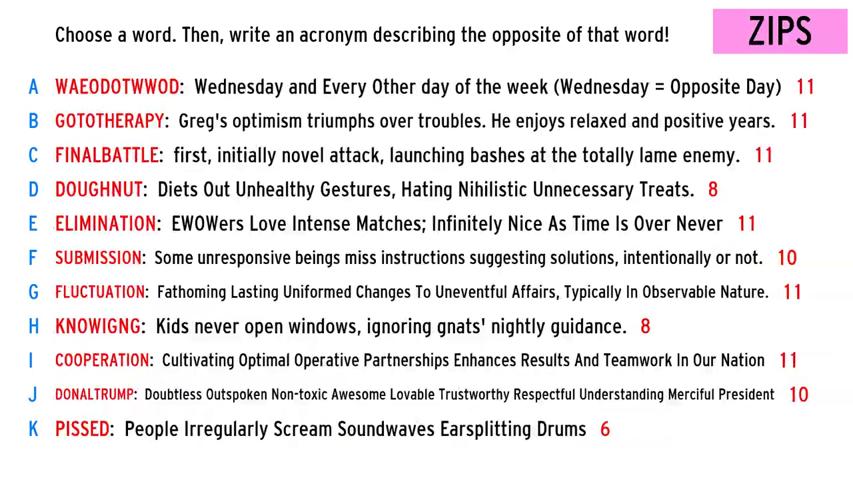 Choose a word. Then, write an acronym describing the opposite of that word!
ZIPS
A WAEODOTWWOD: Wednesday and Every Other day of the week (Wednesday = Opposite Day) 11
B GOTOTHERAPY: Greg's optimism triumphs over troubles. He enjoys relaxed and positive years. 11
C FINALBATTLE: first, initially novel attack, launching bashes at the totally lame enemy. 11
D DOUGHNUT: Diets Out Unhealthy Gestures, Hating Nihilistic Unnecessary Treats. 8
E ELIMINATION: EWOWers Love Intense Matches; Infinitely Nice As Time Is Over Never 11
F SUBMISSION: Some unresponsive beings miss instructions suggesting solutions, intentionally or not. 10
G FLUCTUATION: Fathoming Lasting Uniformed Changes To Uneventful Affairs, Typically In Observable Nature. 11
H KNOWIGNG: Kids never open windows, ignoring gnats' nightly guidance. 8
I COOPERATION: Cultivating Optimal Operative Partnerships Enhances Results And Teamwork In Our Nation 11
J DONALTRUMP: Doubtless Outspoken Non-toxic Awesome Lovable Trustworthy Respectful Understanding Merciful President 10
K PISSED: People Irregularly Scream Soundwaves Earsplitting Drums 6